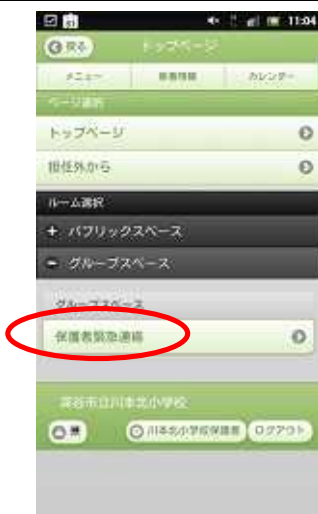 11:04
戻る
トップページ
メニュー
新着情報
カレンダー
ページ選択
トップページ
担任外から
ルーム選択
+ パブリックスペース
- グループスペース
グループスペース
保護者緊急連絡
深谷市立川本北小学校
川本北小学校保護者
ログアウト